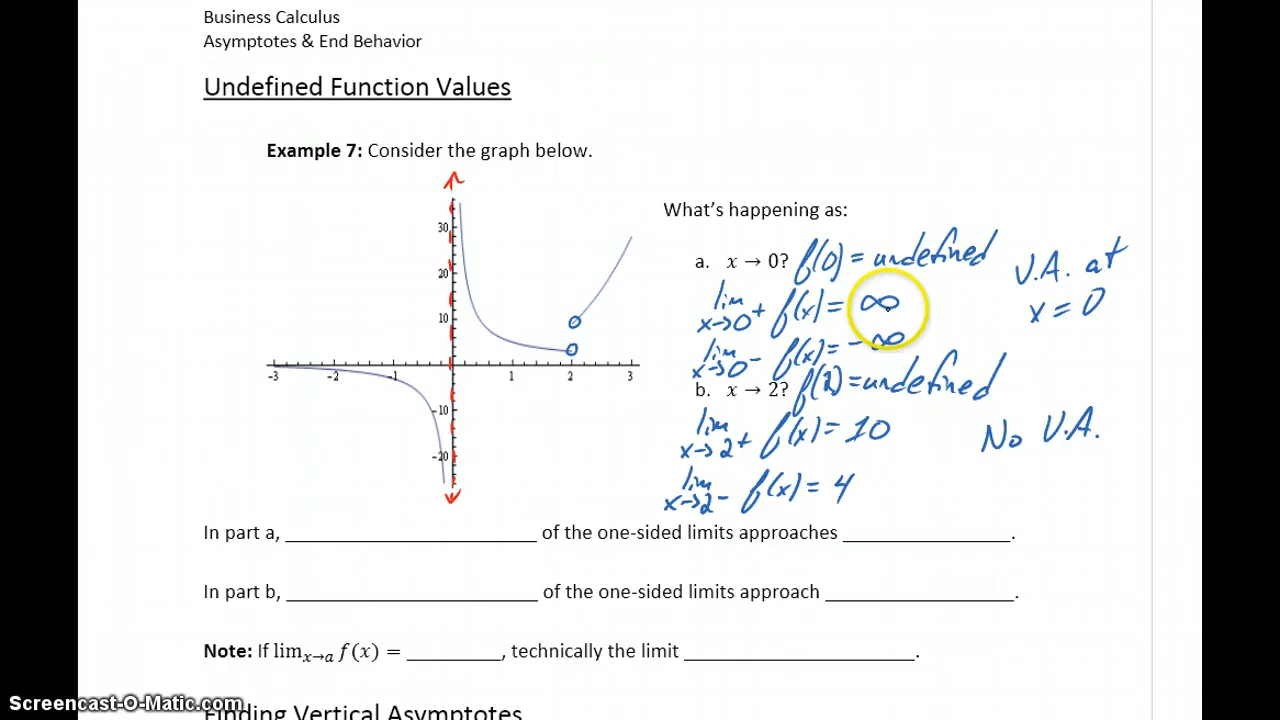 Business Calculus
Asymptotes & End Behavior
Undefined Function Values
Example 7: Consider the graph below.
30
20
10
-3 -2 -1 1 2 3
-10
-20
What's happening as:
a. x → 0? f(0) = undefined
lim x→0⁺ f(x) = ∞
lim x→0⁻ f(x) = -∞
V.A. at
x = 0
b. x → 2? f(2) = undefined
lim x→2⁺ f(x) = 10
lim x→2⁻ f(x) = 4
No V.A.
In part a, ________________________ of the one-sided limits approaches ________________.
In part b, ________________________ of the one-sided limits approach __________________.
Note: If limₓ→ₐ f(x) = _________, technically the limit ______________________.
Finding Vertical Asymptotes
Screencast-O-Matic.com